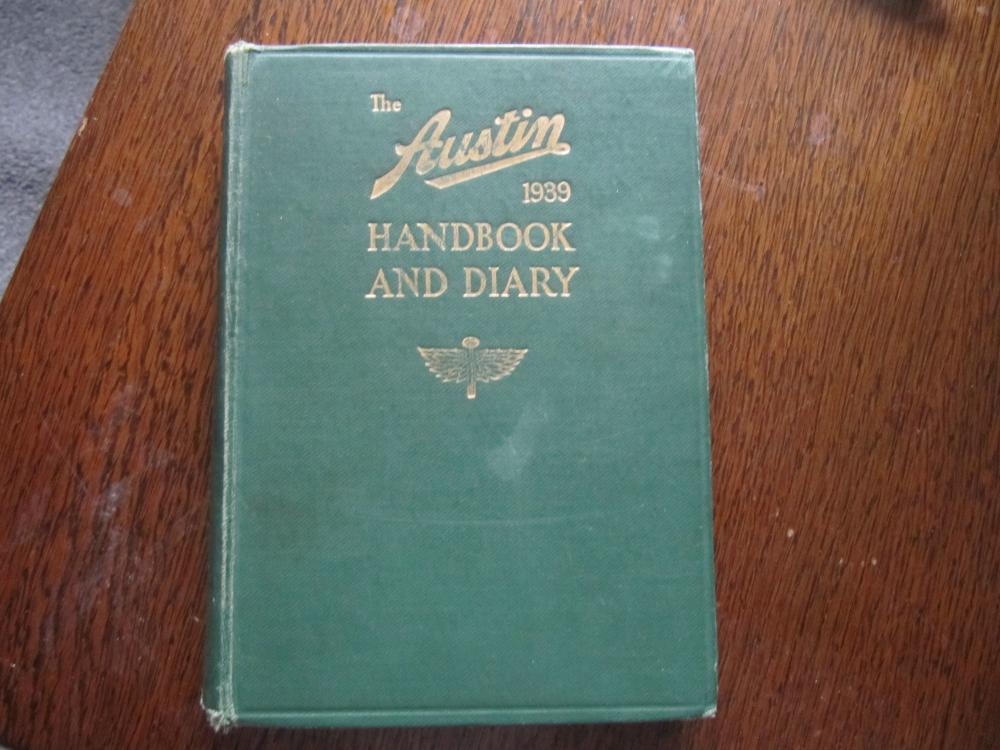 The
Austin
1939
HANDBOOK
AND DIARY